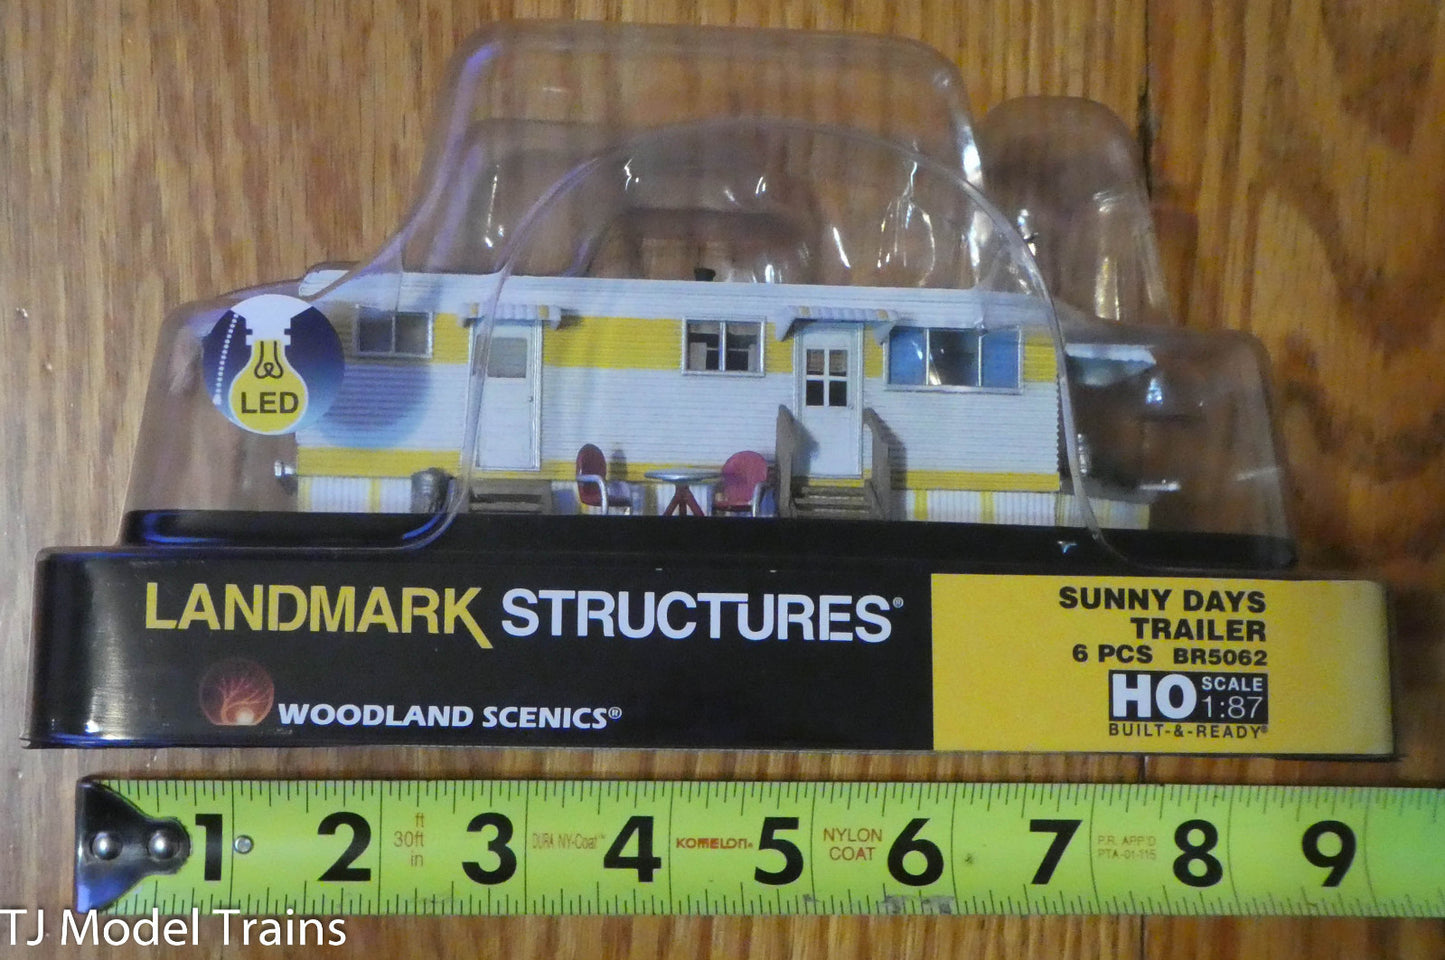 LED
LANDMARK STRUCTURES®
WOODLAND SCENICS®
SUNNY DAYS
TRAILER
6 PCS BR5062
HO SCALE 1:87
BUILT-&-READY®
1 2 ft 30ft in 3 DURA NY-Coat™ 4 KOMELON® 5 NYLON COAT 6 7 P.R. APP'D PTA-01-115 8 9
TJ Model Trains